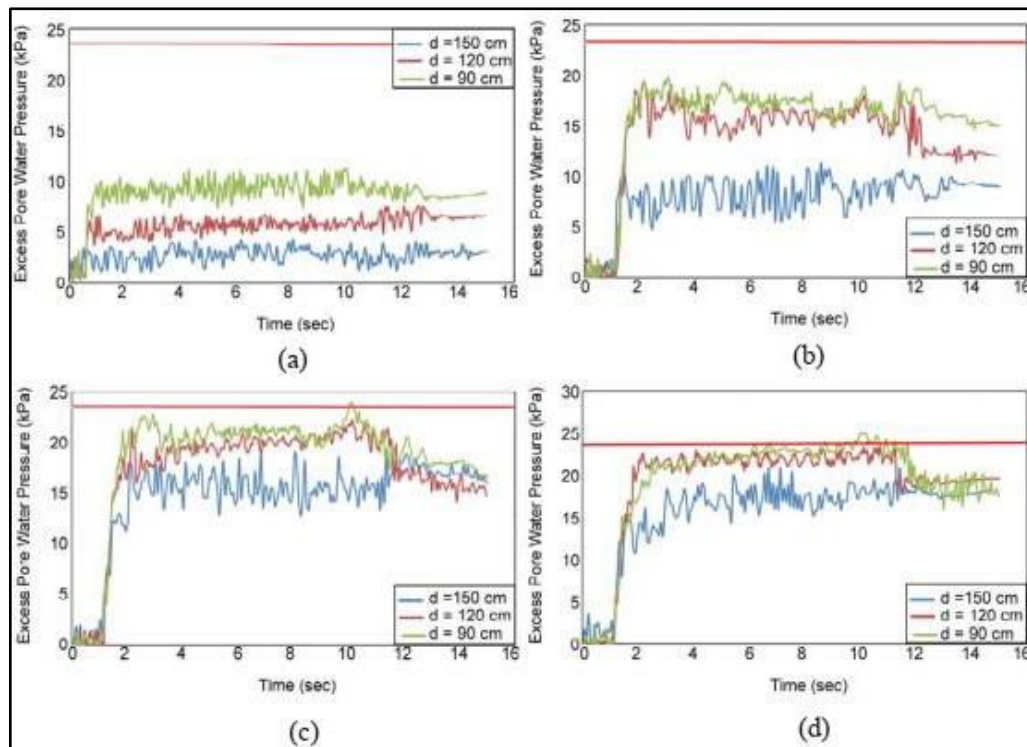 Excess Pore Water Pressure (kPa)
25
20
15
10
5
0
d =150 cm
d = 120 cm
d = 90 cm
0 2 4 6 8 10 12 14 16
Time (sec)
(a)
Excess Pore Water Pressure (kPa)
25
20
15
10
5
0
d =150 cm
d = 120 cm
d = 90 cm
0 2 4 6 8 10 12 14 16
Time (sec)
(b)
Excess Pore Water Pressure (kPa)
25
20
15
10
5
0
d =150 cm
d = 120 cm
d = 90 cm
0 2 4 6 8 10 12 14 16
Time (sec)
(c)
Excess Pore Water Pressure (kPa)
30
25
20
15
10
5
0
d =150 cm
d = 120 cm
d = 90 cm
0 2 4 6 8 10 12 14 16
Time (sec)
(d)